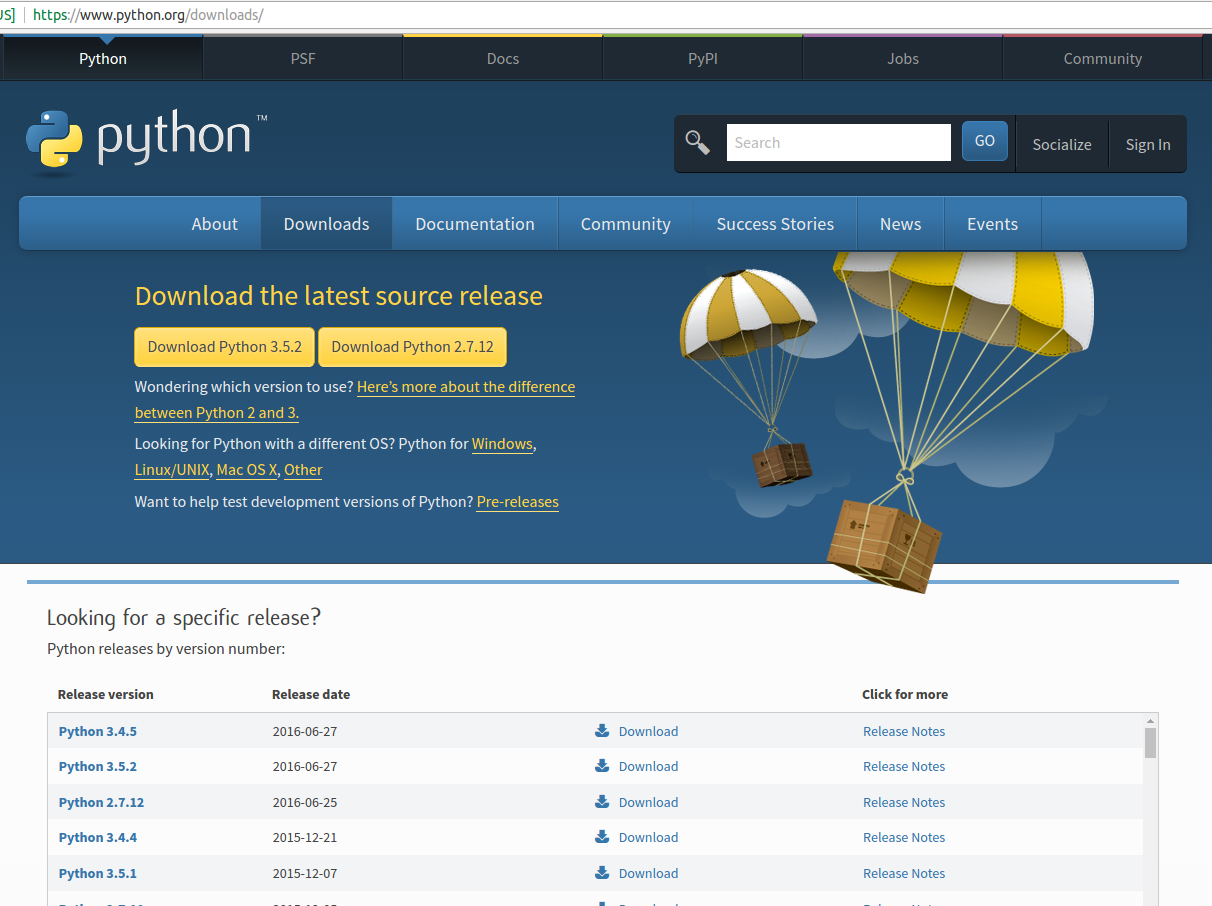 US] https://www.python.org/downloads/
Python PSF Docs PyPI Jobs Community
python™
Search GO Socialize Sign In
About Downloads Documentation Community Success Stories News Events
Download the latest source release
Download Python 3.5.2 Download Python 2.7.12
Wondering which version to use? Here's more about the difference
between Python 2 and 3.
Looking for Python with a different OS? Python for Windows,
Linux/UNIX, Mac OS X, Other
Want to help test development versions of Python? Pre-releases
Looking for a specific release?
Python releases by version number:
Release version Release date Click for more
Python 3.4.5 2016-06-27 Download Release Notes
Python 3.5.2 2016-06-27 Download Release Notes
Python 2.7.12 2016-06-25 Download Release Notes
Python 3.4.4 2015-12-21 Download Release Notes
Python 3.5.1 2015-12-07 Download Release Notes